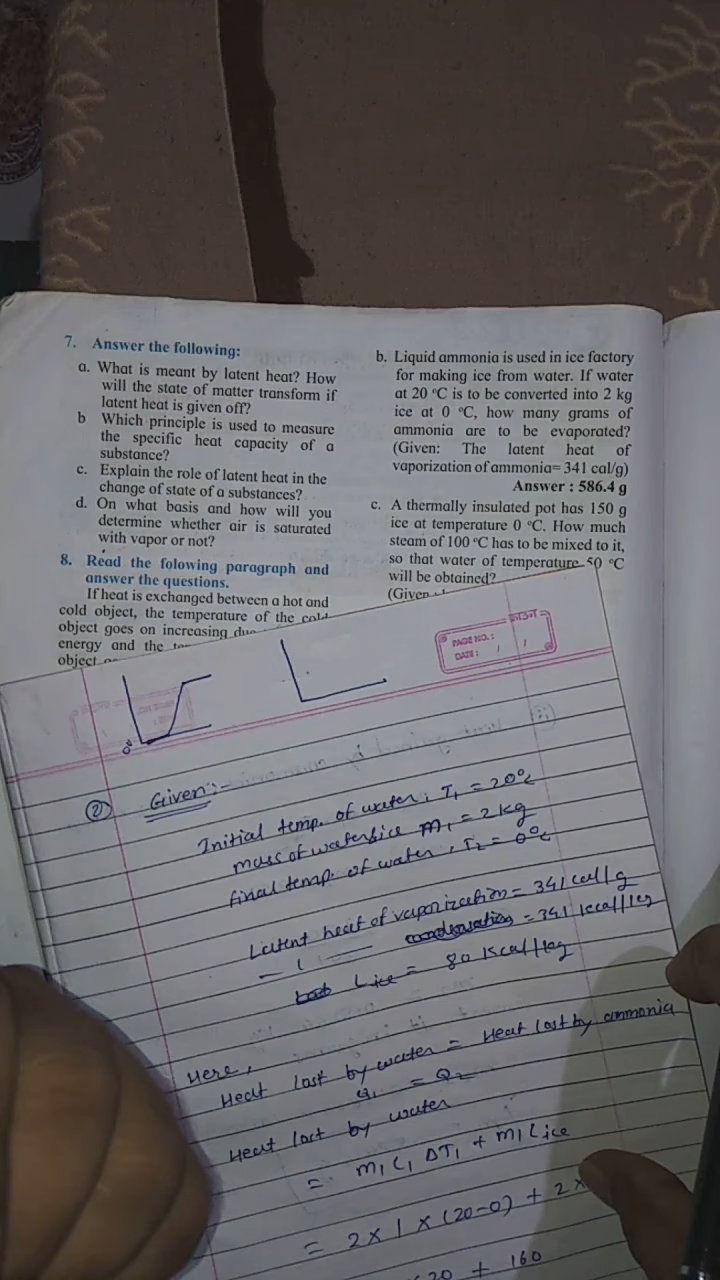 7. Answer the following:
a. What is meant by latent heat? How
will the state of matter transform if
latent heat is given off?
b Which principle is used to measure
the specific heat capacity of a
substance?
c. Explain the role of latent heat in the
change of state of a substances?
d. On what basis and how will you
determine whether air is saturated
with vapor or not?
8. Read the folowing paragraph and
answer the questions.
If heat is exchanged between a hot and
cold object, the temperature of the cold
object goes on increasing due
energy and the
object
b. Liquid ammonia is used in ice factory
for making ice from water. If water
at 20 °C is to be converted into 2 kg
ice at 0 °C, how many grams of
ammonia are to be evaporated?
(Given: The latent heat of
vaporization of ammonia= 341 cal/g)
Answer : 586.4 g
c. A thermally insulated pot has 150 g
ice at temperature 0 °C. How much
steam of 100 °C has to be mixed to it,
so that water of temperature 50 °C
will be obtained?
(Given
PAGE NO.:
DATE: / /
② Given:-
Initial temp. of water, T₁ = 20°c
mass of water/ice m₁ = 2 kg
final temp. of water, T₂ = 0°c
Latent heat of vaporization = 341 cal/g
= 341 kcal/kg
L ice = 80 kcal/kg
Here,
Heat lost by water = Heat lost by ammonia
Q₁ = Q₂
Heat lost by water
= m₁ c₁ ΔT₁ + m₁ L ice
= 2 x 1 x (20-0) + 2 x
20 + 160